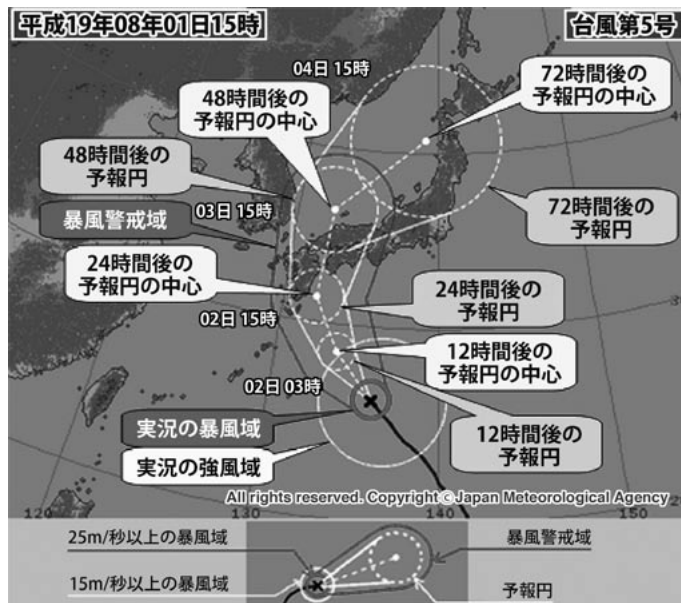 平成19年08年01日15時
台風第5号
04日 15時
72時間後の
予報円の中心
48時間後の
予報円の中心
48時間後の
予報円
03日 15時
72時間後の
予報円
暴風警戒域
24時間後の
予報円の中心
24時間後の
予報円
02日 15時
12時間後の
予報円の中心
02日 03時
実況の暴風域
12時間後の
予報円
実況の強風域
All rights reserved. Copyright © Japan Meteorological Agency
120
130
140
150
25m/秒以上の暴風域
暴風警戒域
15m/秒以上の暴風域
予報円